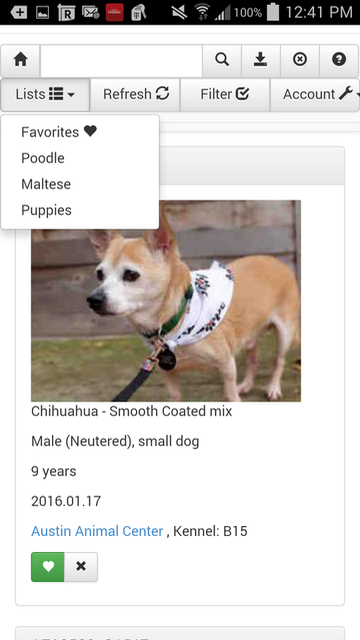 100% 12:41 PM
Lists Refresh Filter Account
Favorites
Poodle
Maltese
Puppies
Chihuahua - Smooth Coated mix
Male (Neutered), small dog
9 years
2016.01.17
Austin Animal Center , Kennel: B15